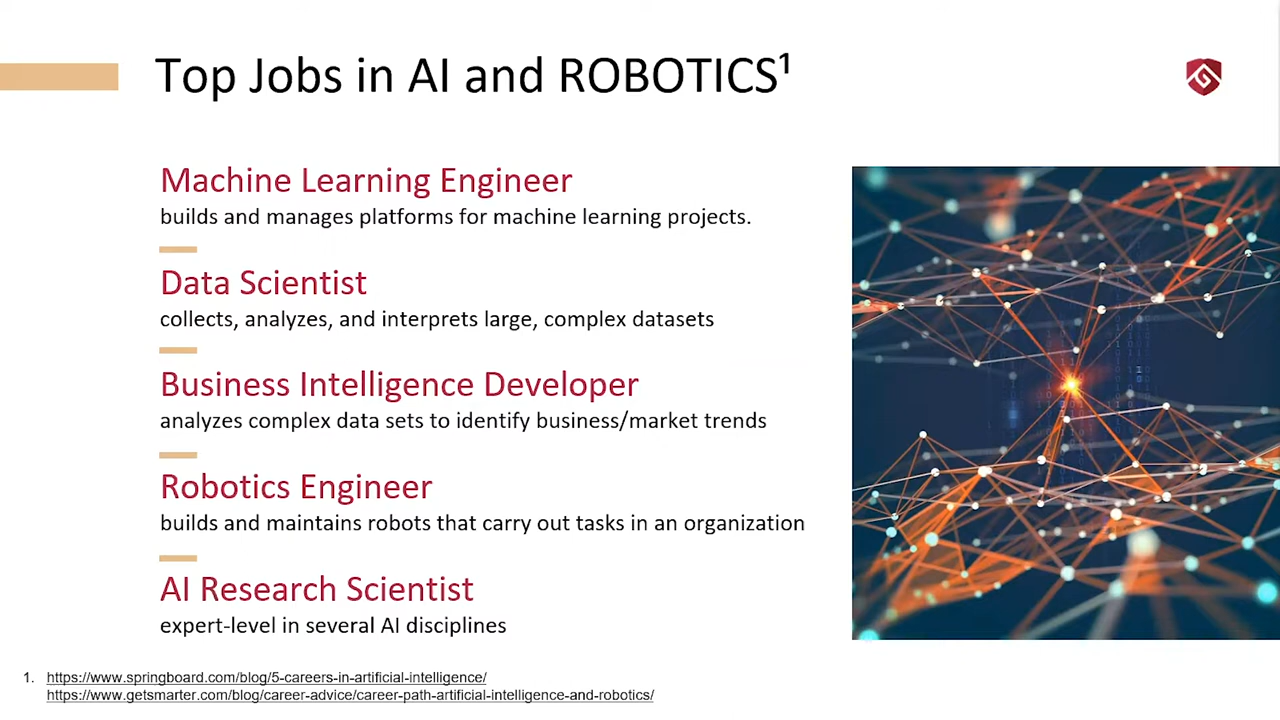 Top Jobs in AI and ROBOTICS¹
Machine Learning Engineer
builds and manages platforms for machine learning projects.
Data Scientist
collects, analyzes, and interprets large, complex datasets
Business Intelligence Developer
analyzes complex data sets to identify business/market trends
Robotics Engineer
builds and maintains robots that carry out tasks in an organization
AI Research Scientist
expert-level in several AI disciplines
1. https://www.springboard.com/blog/5-careers-in-artificial-intelligence/
https://www.getsmarter.com/blog/career-advice/career-path-artificial-intelligence-and-robotics/